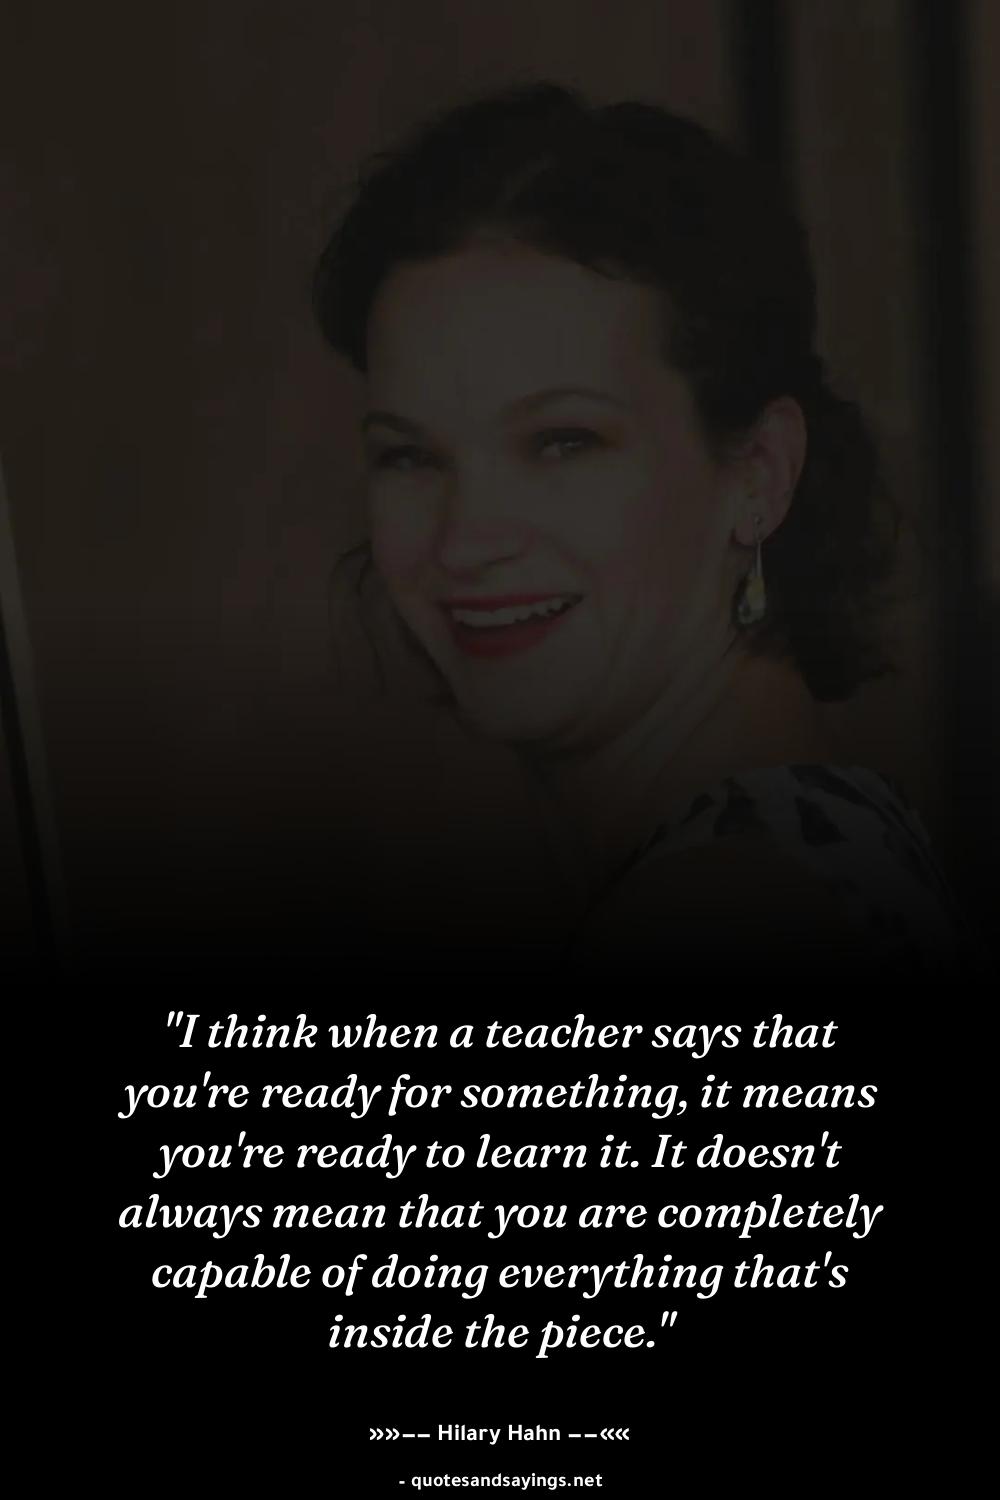 "I think when a teacher says that
you're ready for something, it means
you're ready to learn it. It doesn't
always mean that you are completely
capable of doing everything that's
inside the piece."
»»–– Hilary Hahn ––««
- quotesandsayings.net